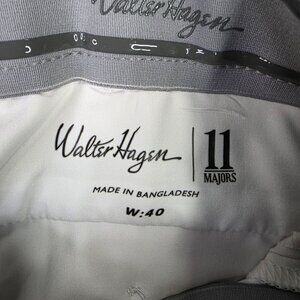 Walter Hagen
Walter Hagen | 11
MAJORS
MADE IN BANGLADESH
W:40